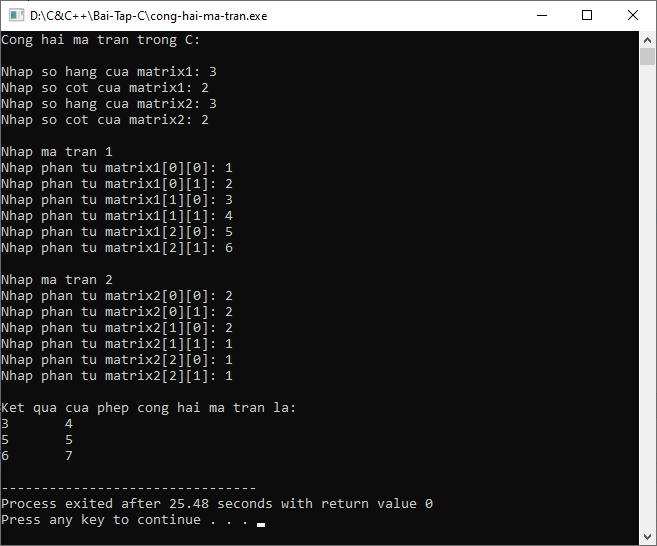 D:\C&C++\Bai-Tap-C\cong-hai-ma-tran.exe
Cong hai ma tran trong C:
Nhap so hang cua matrix1: 3
Nhap so cot cua matrix1: 2
Nhap so hang cua matrix2: 3
Nhap so cot cua matrix2: 2
Nhap ma tran 1
Nhap phan tu matrix1[0][0]: 1
Nhap phan tu matrix1[0][1]: 2
Nhap phan tu matrix1[1][0]: 3
Nhap phan tu matrix1[1][1]: 4
Nhap phan tu matrix1[2][0]: 5
Nhap phan tu matrix1[2][1]: 6
Nhap ma tran 2
Nhap phan tu matrix2[0][0]: 2
Nhap phan tu matrix2[0][1]: 2
Nhap phan tu matrix2[1][0]: 2
Nhap phan tu matrix2[1][1]: 1
Nhap phan tu matrix2[2][0]: 1
Nhap phan tu matrix2[2][1]: 1
Ket qua cua phep cong hai ma tran la:
3 4
5 5
6 7
--------------------------------
Process exited after 25.48 seconds with return value 0
Press any key to continue . . .